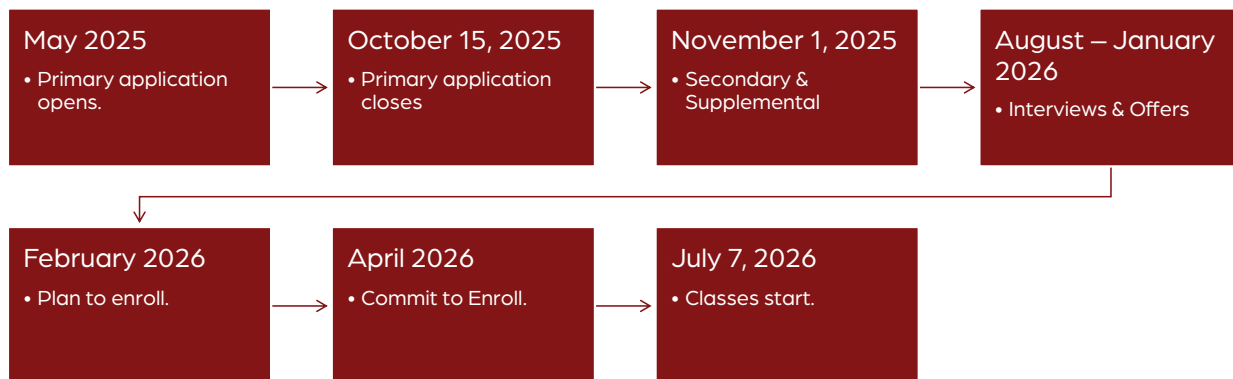 May 2025
• Primary application
opens.
October 15, 2025
• Primary application
closes
November 1, 2025
• Secondary &
Supplemental
August – January
2026
• Interviews & Offers
February 2026
• Plan to enroll.
April 2026
• Commit to Enroll.
July 7, 2026
• Classes start.